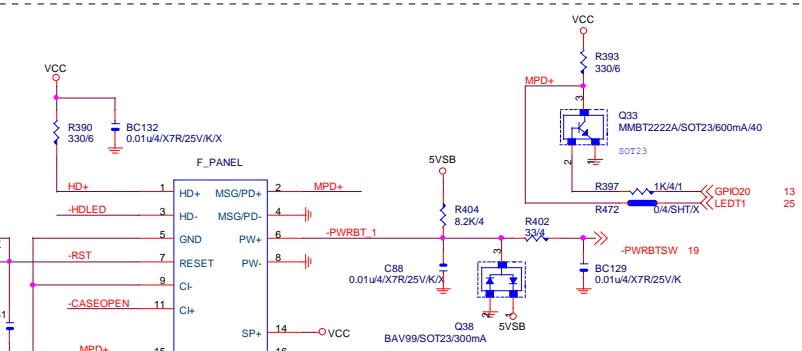 VCC
R393
330/6
MPD+
3
Q33
MMBT2222A/SOT23/600mA/40
SOT23
2
1
R397
1K/4/1
GPIO20
13
R472
0/4/SHT/X
LEDT1
25
VCC
R390
330/6
BC132
0.01u/4/X7R/25V/K/X
F_PANEL
HD+
1
HD+
MSG/PD+
2
MPD+
-HDLED
3
HD-
MSG/PD-
4
5
GND
PW+
6
-PWRBT_1
-RST
7
RESET
PW-
8
9
CI-
-CASEOPEN
11
CI+
SP+
14
VCC
MPD+
15
16
5VSB
R404
8.2K/4
R402
33/4
-PWRBTSW
19
C88
0.01u/4/X7R/25V/K/X
3
BC129
0.01u/4/X7R/25V/K
2
1
Q38
5VSB
BAV99/SOT23/300mA